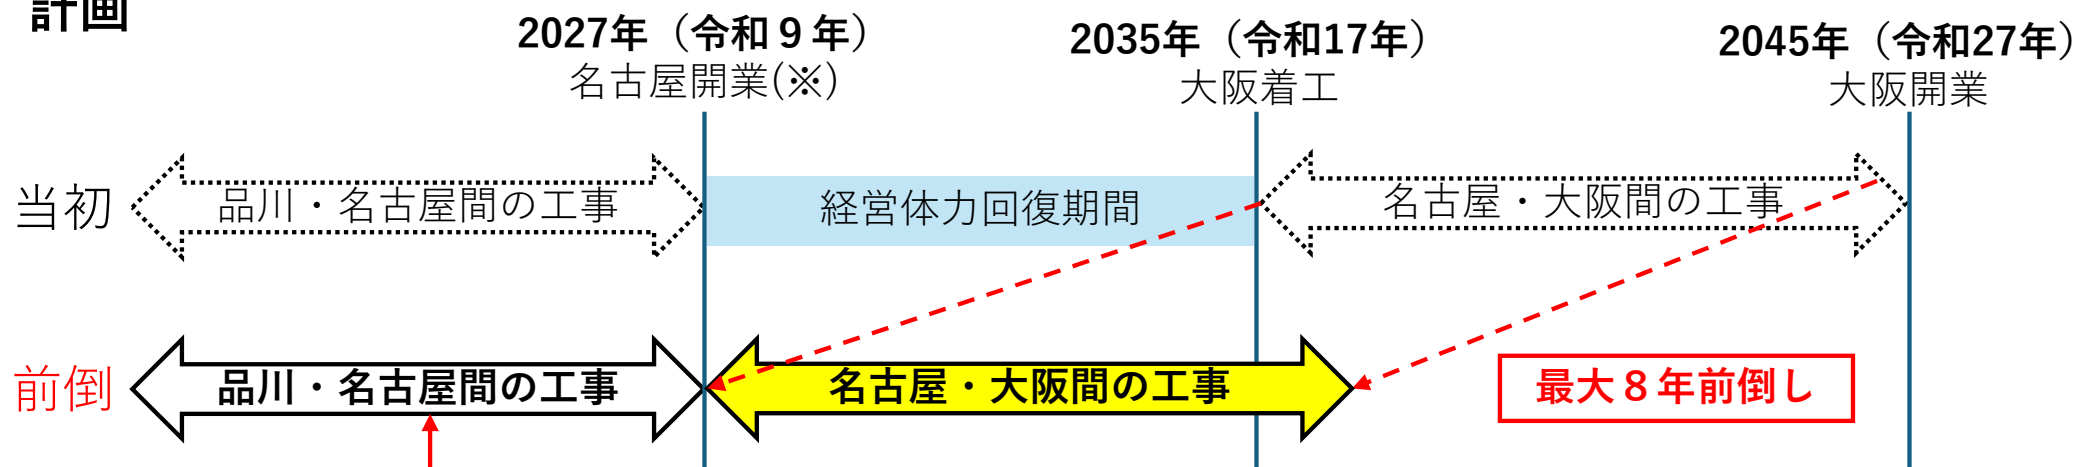 計画
2027年（令和９年）
名古屋開業(※)
2035年（令和17年）
大阪着工
2045年（令和27年）
大阪開業
当初
品川・名古屋間の工事
経営体力回復期間
名古屋・大阪間の工事
前倒
品川・名古屋間の工事
名古屋・大阪間の工事
最大８年前倒し